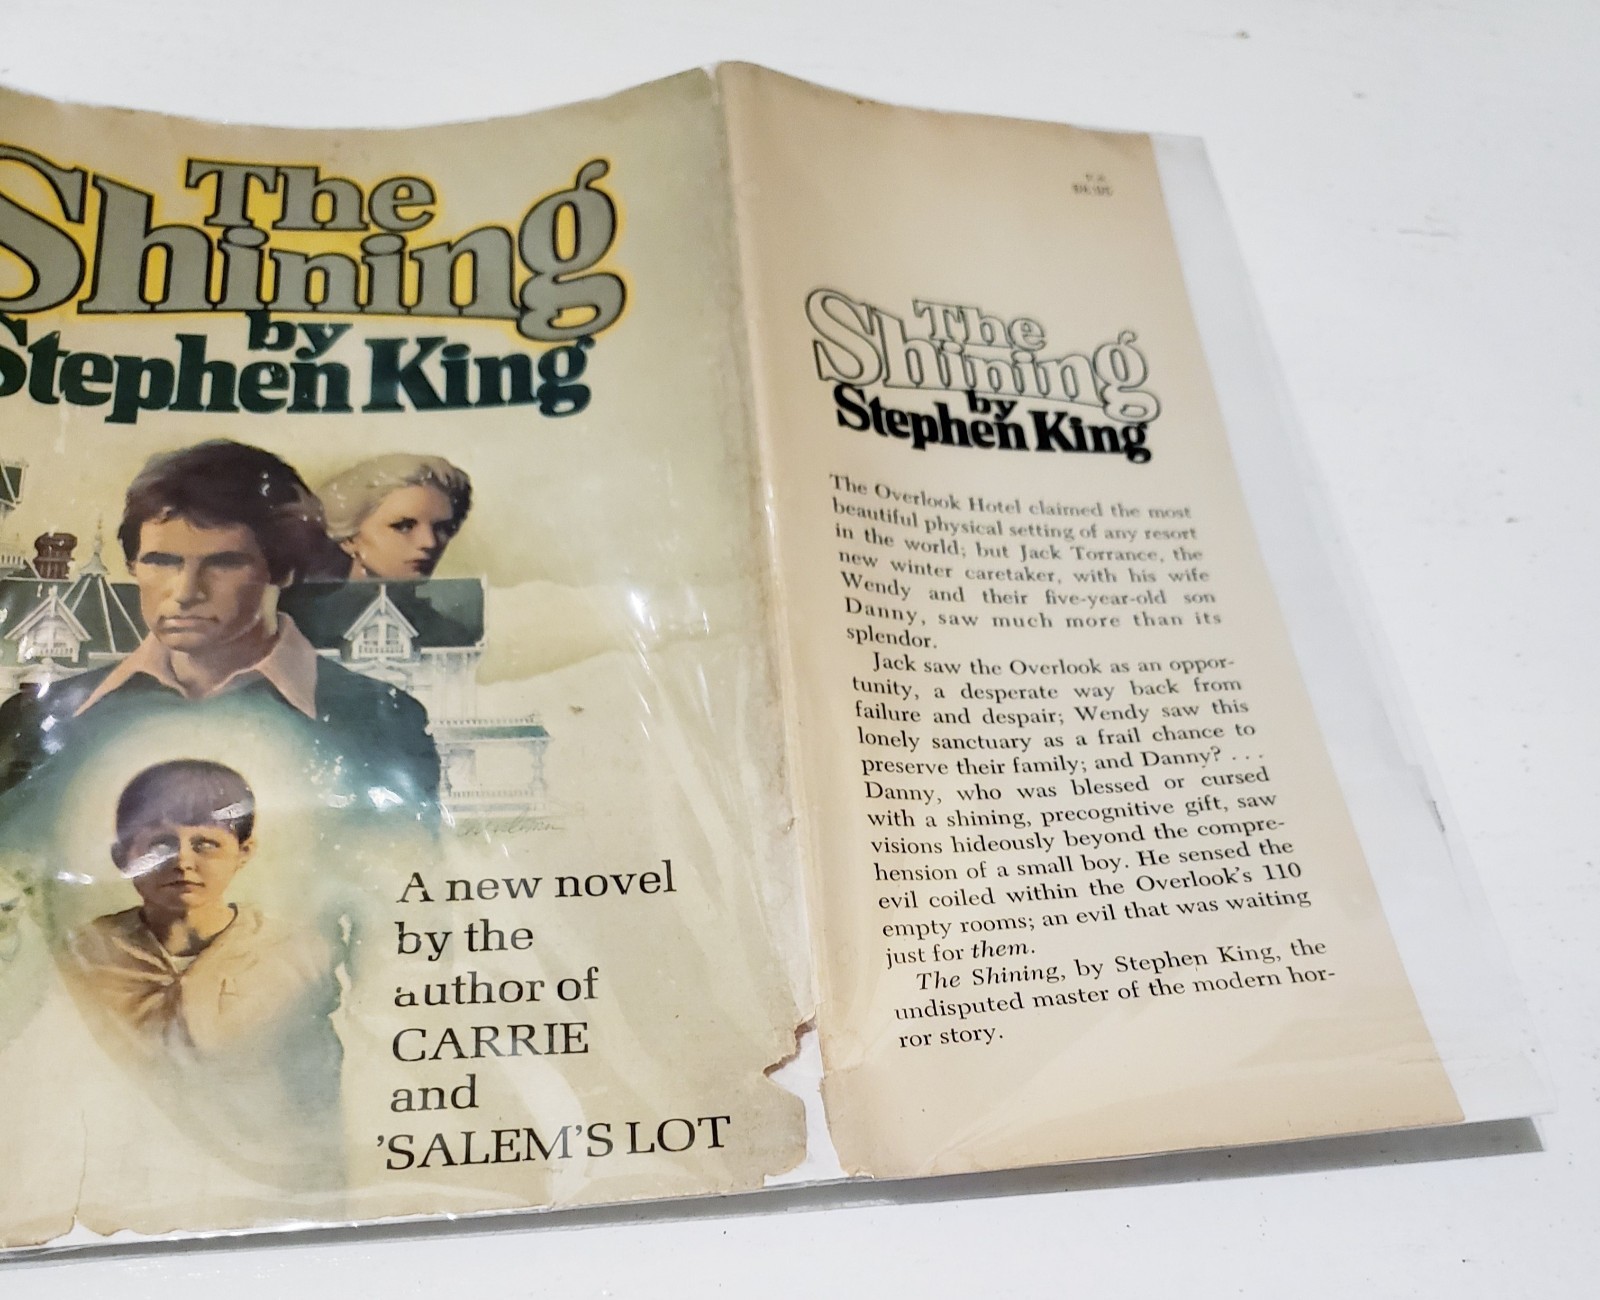 The
Shining
by
Stephen King
A new novel
by the
author of
CARRIE
and
'SALEM'S LOT
The
Shining
by
Stephen King
The Overlook Hotel claimed the most
beautiful physical setting of any resort
in the world; but Jack Torrance, the
new winter caretaker, with his wife
Wendy and their five-year-old son
Danny, saw much more than its
splendor.
Jack saw the Overlook as an oppor-
tunity, a desperate way back from
failure and despair; Wendy saw this
lonely sanctuary as a frail chance to
preserve their family; and Danny? . . .
Danny, who was blessed or cursed
with a shining, precognitive gift, saw
visions hideously beyond the compre-
hension of a small boy. He sensed the
evil coiled within the Overlook's 110
empty rooms; an evil that was waiting
just for them.
The Shining, by Stephen King, the
undisputed master of the modern hor-
ror story.